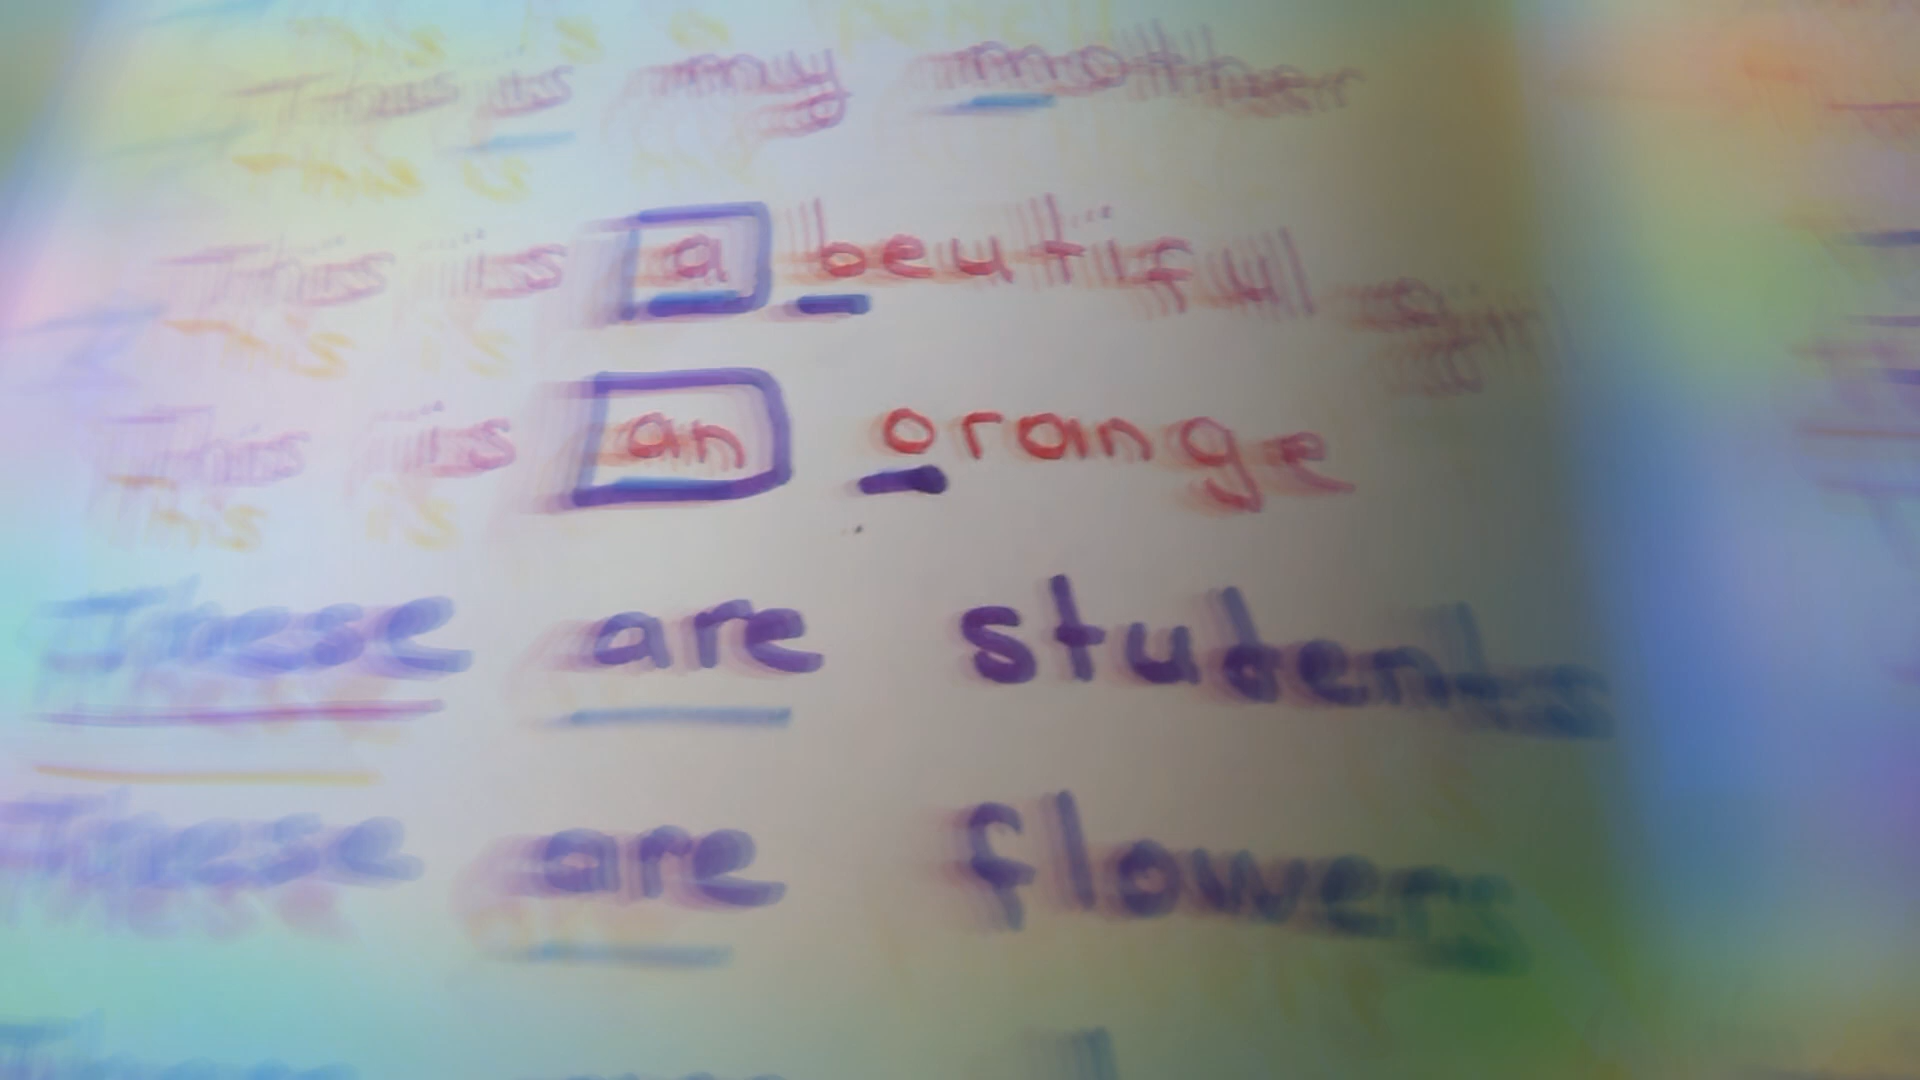 This is my mother
This is a beutiful
This is an orange
These are students
These are flowers